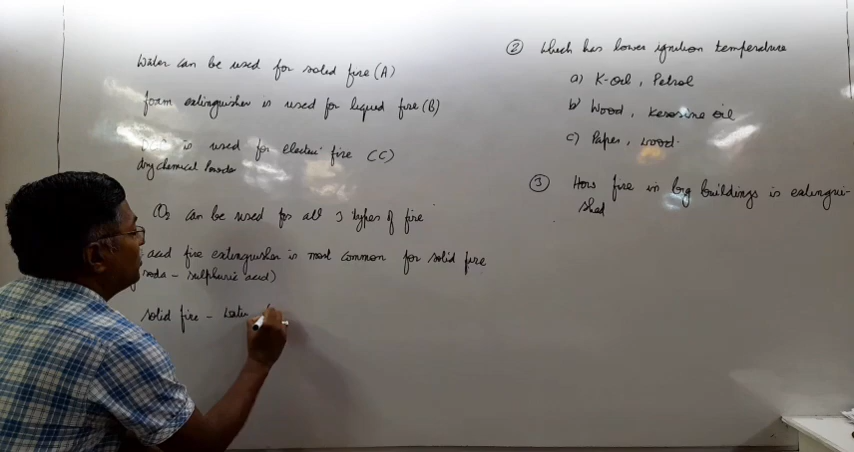 Water can be used for solid fire (A)
foam extinguisher is used for liquid fire (B)
is used for electric fire (C)
dry chemical Powder
CO₂ can be used for all 3 types of fire
acid fire extinguisher is most common for solid fire
soda - sulphuric acid)
solid fire - Water
② Which has lower ignition temperature
a) K-Oil, Petrol
b) Wood, Kerosine oil
c) Paper, wood.
③ How fire in big buildings is extingui-
shed